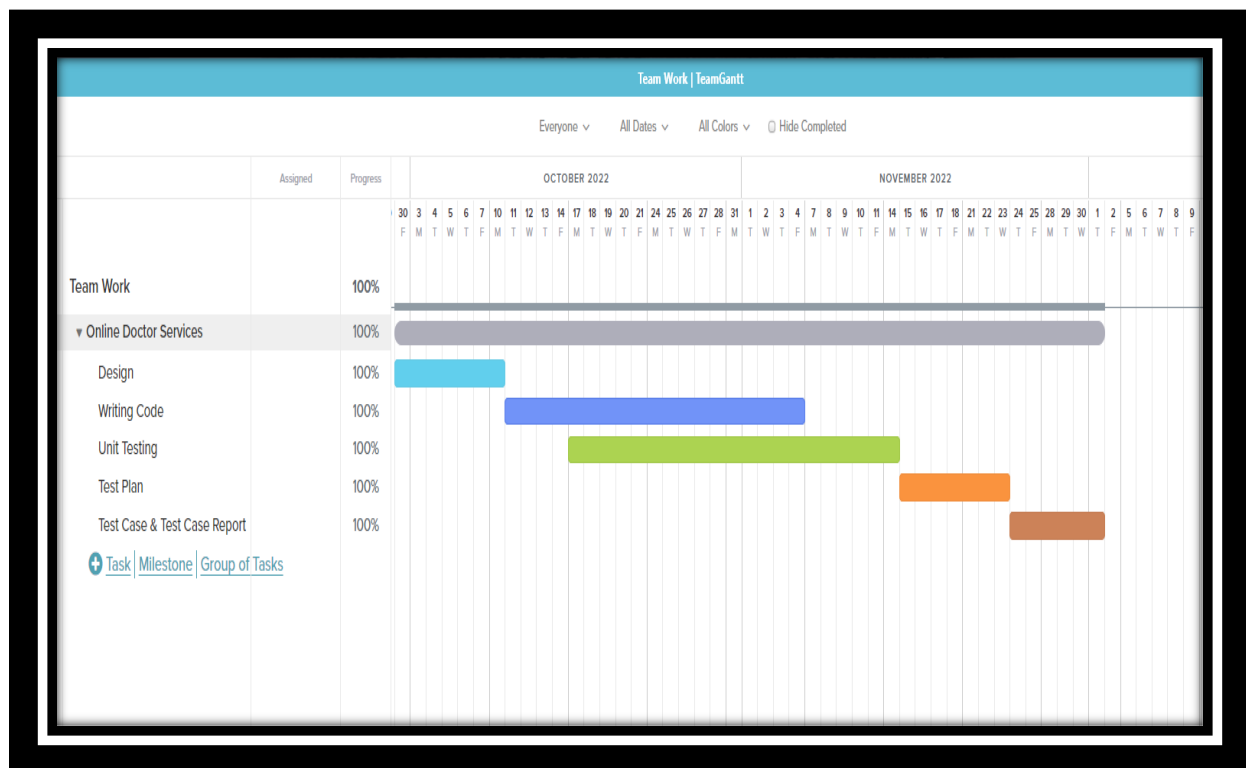 Team Work | TeamGantt
Everyone All Dates All Colors Hide Completed
Assigned Progress OCTOBER 2022 NOVEMBER 2022
30 3 4 5 6 7 10 11 12 13 14 17 18 19 20 21 24 25 26 27 28 31 1 2 3 4 7 8 9 10 11 14 15 16 17 18 21 22 23 24 25 28 29 30 1 2 5 6 7 8 9
F M T W T F M T W T F M T W T F M T W T F M T W T F M T W T F M T W T F M T W T F M T W T F M T W T F
Team Work 100%
Online Doctor Services 100%
Design 100%
Writing Code 100%
Unit Testing 100%
Test Plan 100%
Test Case & Test Case Report 100%
Task Milestone Group of Tasks